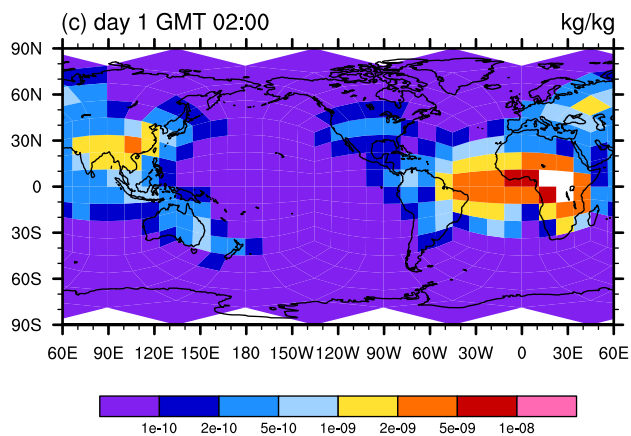 (c) day 1 GMT 02:00 kg/kg
90N
60N
30N
0
30S
60S
90S
60E 90E 120E 150E 180 150W 120W 90W 60W 30W 0 30E 60E
1e-10 2e-10 5e-10 1e-09 2e-09 5e-09 1e-08